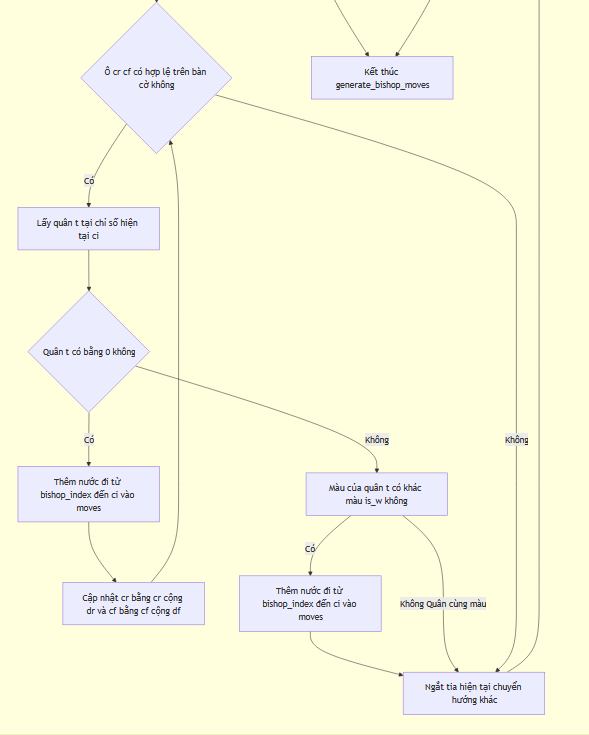 Ô cr cf có hợp lệ trên bàn
cờ không
Kết thúc
generate_bishop_moves
Có
Lấy quân t tại chỉ số hiện
tại ci
Quân t có bằng 0 không
Có
Không
Không
Thêm nước đi từ
bishop_index đến ci vào
moves
Màu của quân t có khác
màu is_w không
Có
Cập nhật cr bằng cr cộng
dr và cf bằng cf cộng df
Thêm nước đi từ
bishop_index đến ci vào
moves
Không Quân cùng màu
Ngắt tia hiện tại chuyển
hướng khác